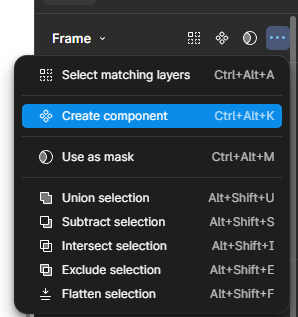 Frame
Select matching layers Ctrl+Alt+A
Create component Ctrl+Alt+K
Use as mask Ctrl+Alt+M
Union selection Alt+Shift+U
Subtract selection Alt+Shift+S
Intersect selection Alt+Shift+I
Exclude selection Alt+Shift+E
Flatten selection Alt+Shift+F